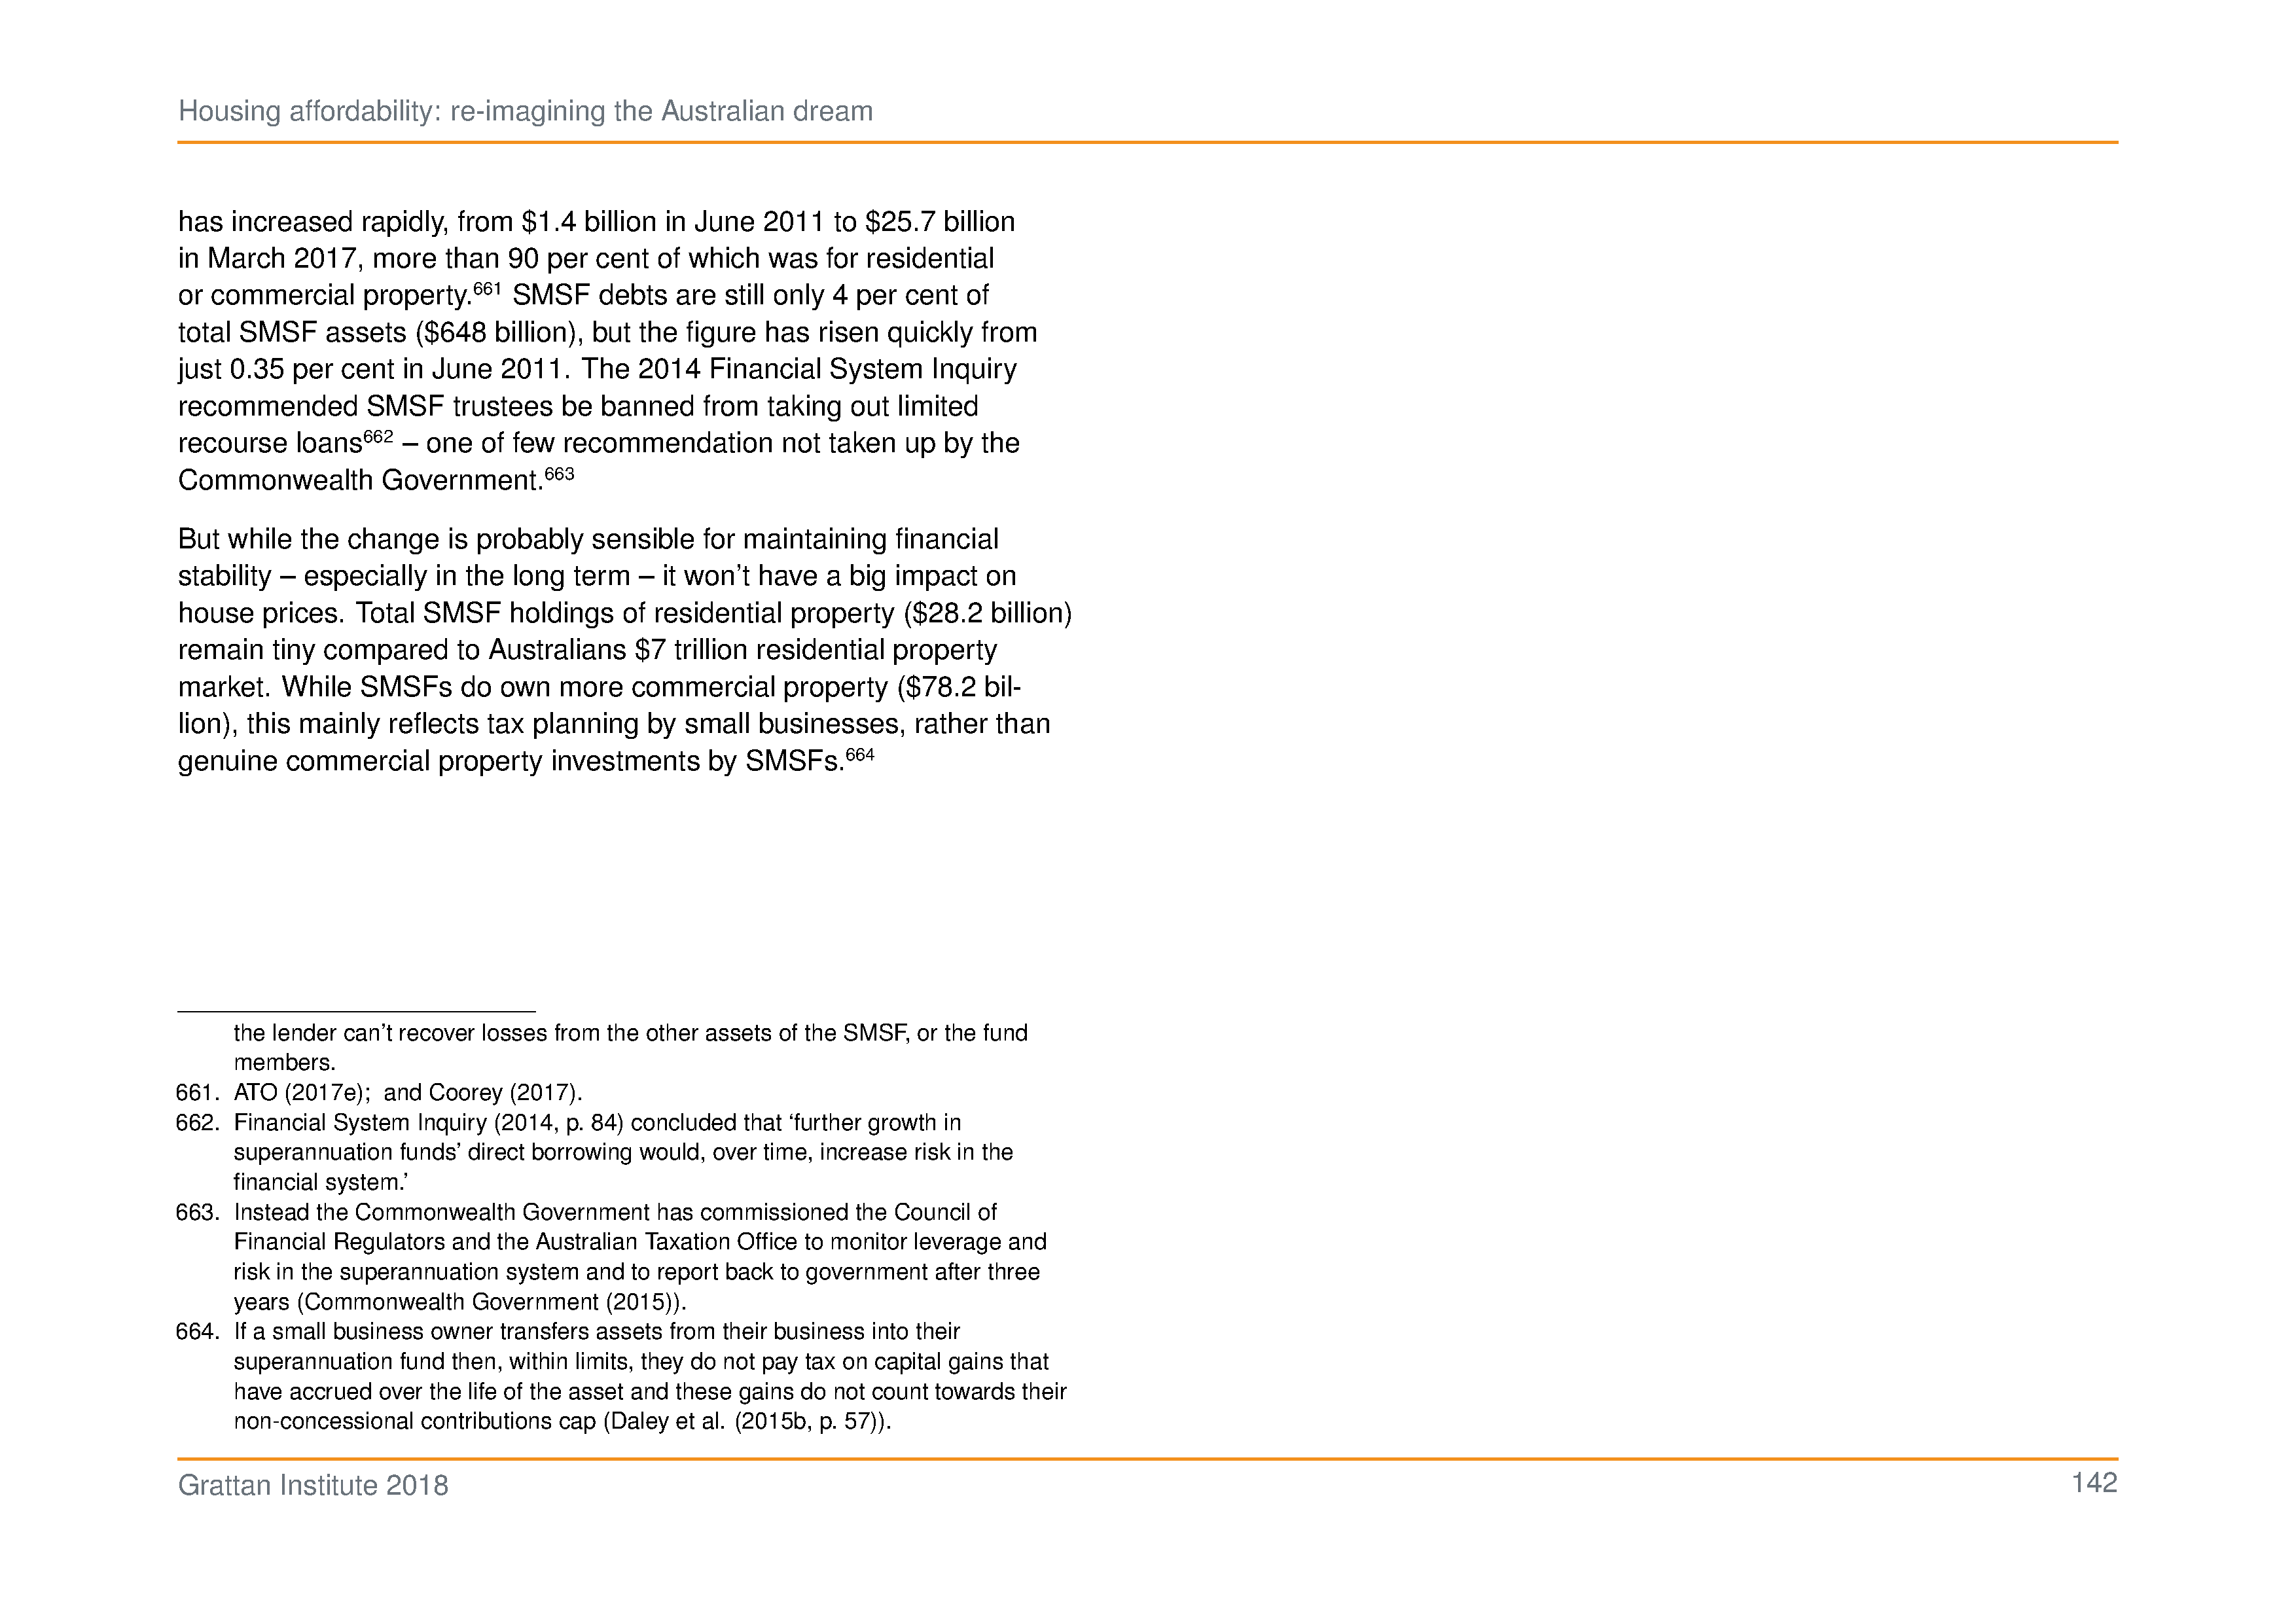 Housing affordability: re-imagining the Australian dream
has increased rapidly, from $1.4 billion in June 2011 to $25.7 billion
in March 2017, more than 90 per cent of which was for residential
or commercial property.661 SMSF debts are still only 4 per cent of
total SMSF assets ($648 billion), but the figure has risen quickly from
just 0.35 per cent in June 2011. The 2014 Financial System Inquiry
recommended SMSF trustees be banned from taking out limited
recourse loans662 – one of few recommendation not taken up by the
Commonwealth Government.663
But while the change is probably sensible for maintaining financial
stability – especially in the long term – it won’t have a big impact on
house prices. Total SMSF holdings of residential property ($28.2 billion)
remain tiny compared to Australians $7 trillion residential property
market. While SMSFs do own more commercial property ($78.2 bil-
lion), this mainly reflects tax planning by small businesses, rather than
genuine commercial property investments by SMSFs.664
the lender can’t recover losses from the other assets of the SMSF, or the fund
members.
661. ATO (2017e); and Coorey (2017).
662. Financial System Inquiry (2014, p. 84) concluded that ‘further growth in
superannuation funds’ direct borrowing would, over time, increase risk in the
financial system.’
663. Instead the Commonwealth Government has commissioned the Council of
Financial Regulators and the Australian Taxation Office to monitor leverage and
risk in the superannuation system and to report back to government after three
years (Commonwealth Government (2015)).
664. If a small business owner transfers assets from their business into their
superannuation fund then, within limits, they do not pay tax on capital gains that
have accrued over the life of the asset and these gains do not count towards their
non-concessional contributions cap (Daley et al. (2015b, p. 57)).
Grattan Institute 2018
142